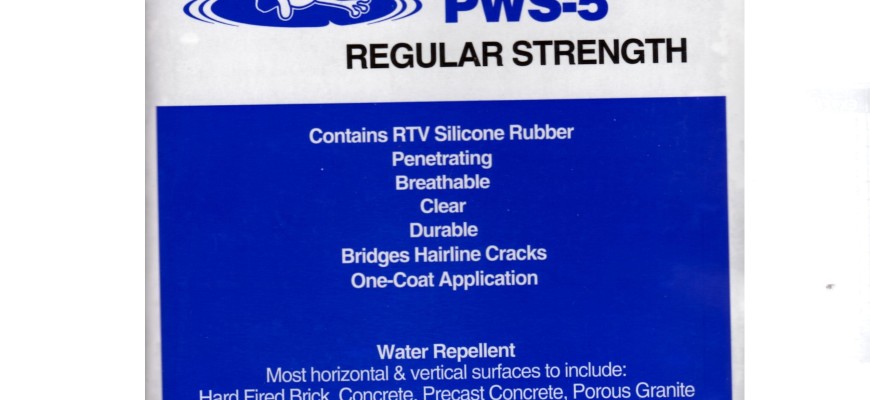 PWS-5
REGULAR STRENGTH
Contains RTV Silicone Rubber
Penetrating
Breathable
Clear
Durable
Bridges Hairline Cracks
One-Coat Application
Water Repellent
Most horizontal & vertical surfaces to include:
Hard Fired Brick, Concrete, Precast Concrete, Porous Granite